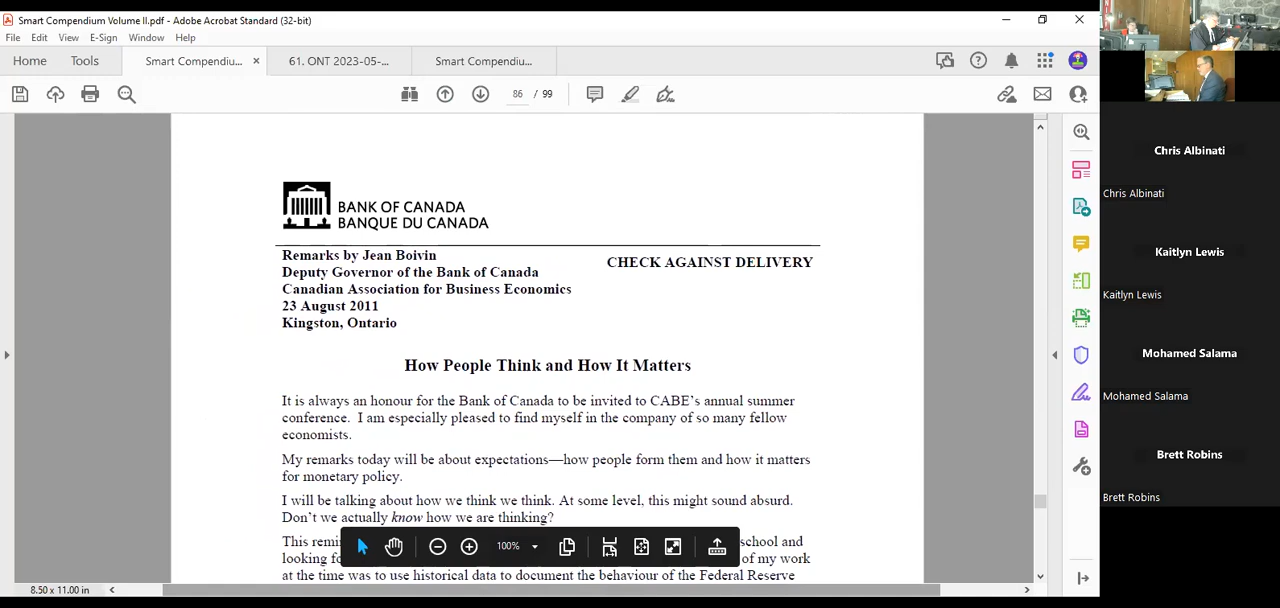 Smart Compendium Volume II.pdf - Adobe Acrobat Standard (32-bit)
File Edit View E-Sign Window Help
Home Tools Smart Compendiu... × 61. ONT 2023-05-... Smart Compendiu...
86 / 99
BANK OF CANADA
BANQUE DU CANADA
Remarks by Jean Boivin
Deputy Governor of the Bank of Canada
Canadian Association for Business Economics
23 August 2011
Kingston, Ontario
CHECK AGAINST DELIVERY
How People Think and How It Matters
It is always an honour for the Bank of Canada to be invited to CABE's annual summer
conference. I am especially pleased to find myself in the company of so many fellow
economists.
My remarks today will be about expectations—how people form them and how it matters
for monetary policy.
I will be talking about how we think we think. At some level, this might sound absurd.
Don't we actually know how we are thinking?
This school and
looking of my work
at the time was to use historical data to document the behaviour of the Federal Reserve
100%
8.50 x 11.00 in
Chris Albinati
Chris Albinati
Kaitlyn Lewis
Kaitlyn Lewis
Mohamed Salama
Mohamed Salama
Brett Robins
Brett Robins